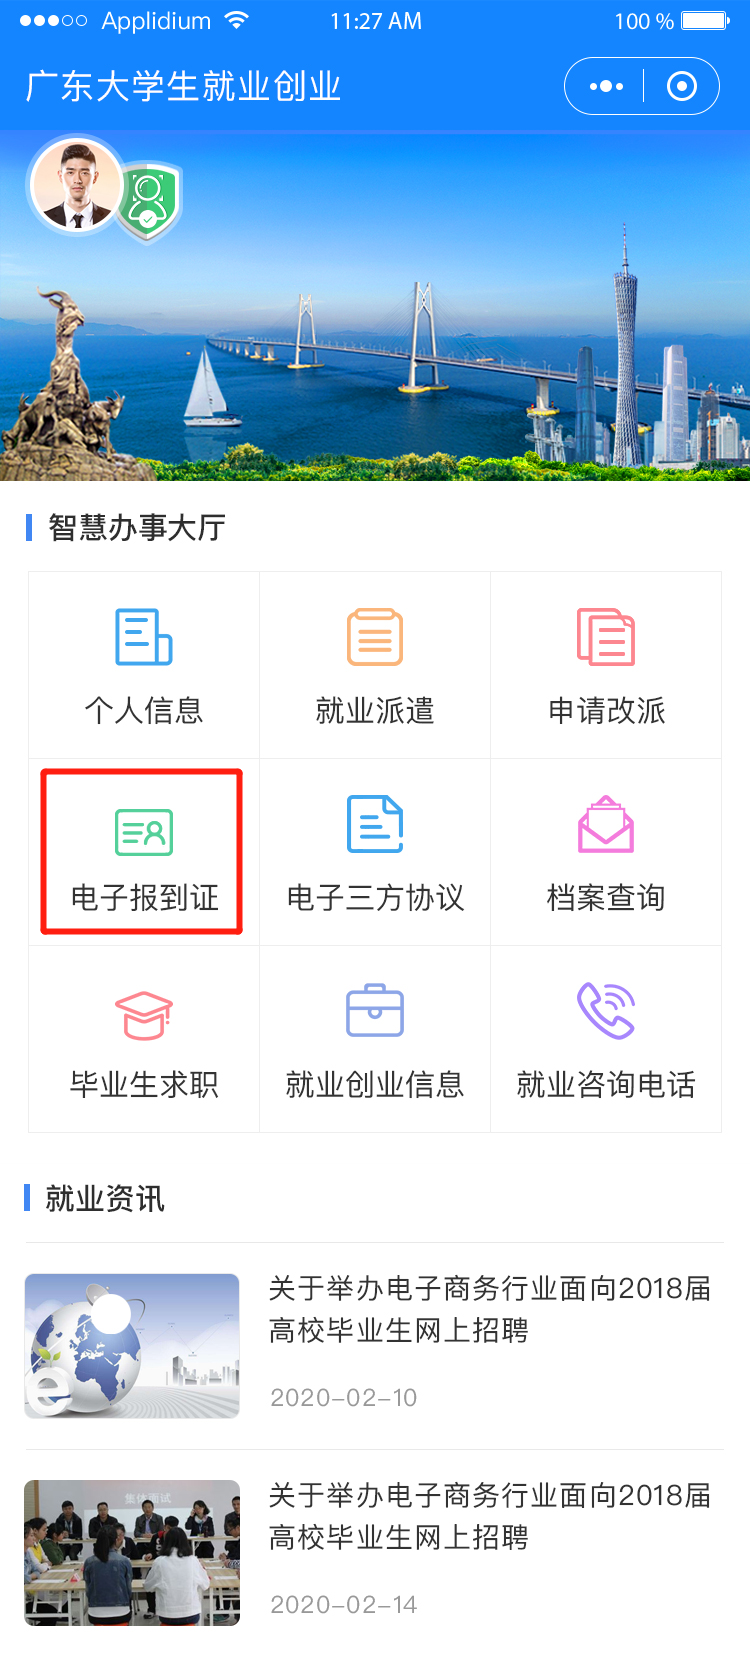 Applidium 11:27 AM 100 %
广东大学生就业创业
智慧办事大厅
个人信息 就业派遣 申请改派
电子报到证 电子三方协议 档案查询
毕业生求职 就业创业信息 就业咨询电话
就业资讯
关于举办电子商务行业面向2018届
高校毕业生网上招聘
2020-02-10
e
集体面试
关于举办电子商务行业面向2018届
高校毕业生网上招聘
2020-02-14